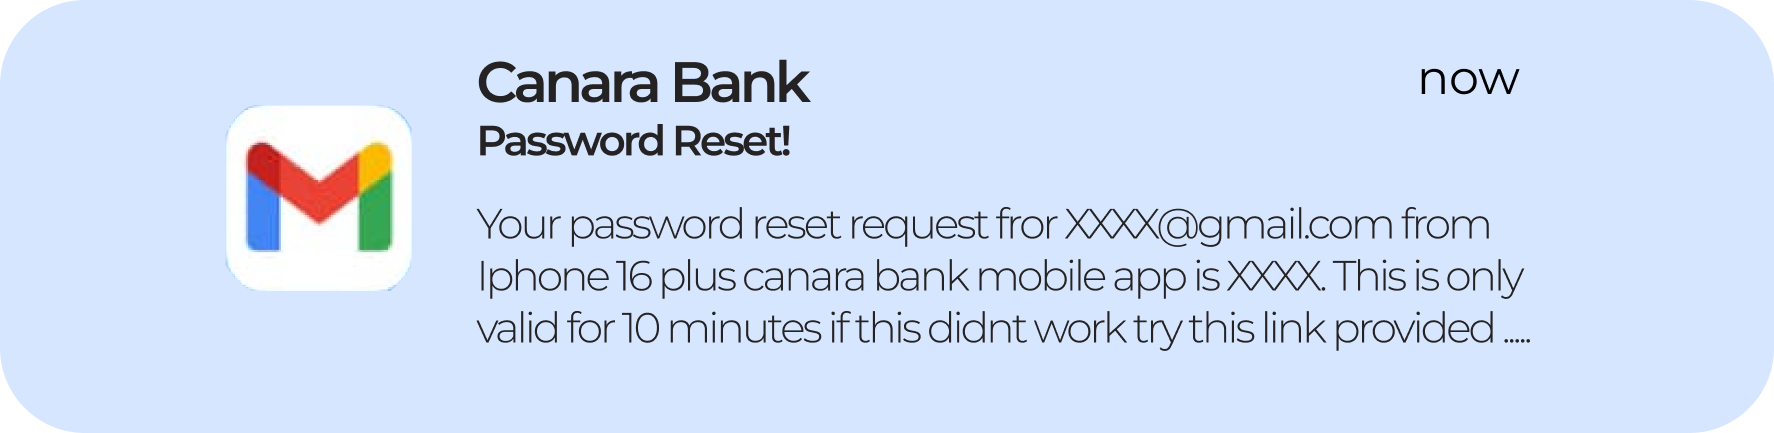 Canara Bank
now
Password Reset!
Your password reset request fror XXXX@gmail.com from
Iphone 16 plus canara bank mobile app is XXXX. This is only
valid for 10 minutes if this didnt work try this link provided .....